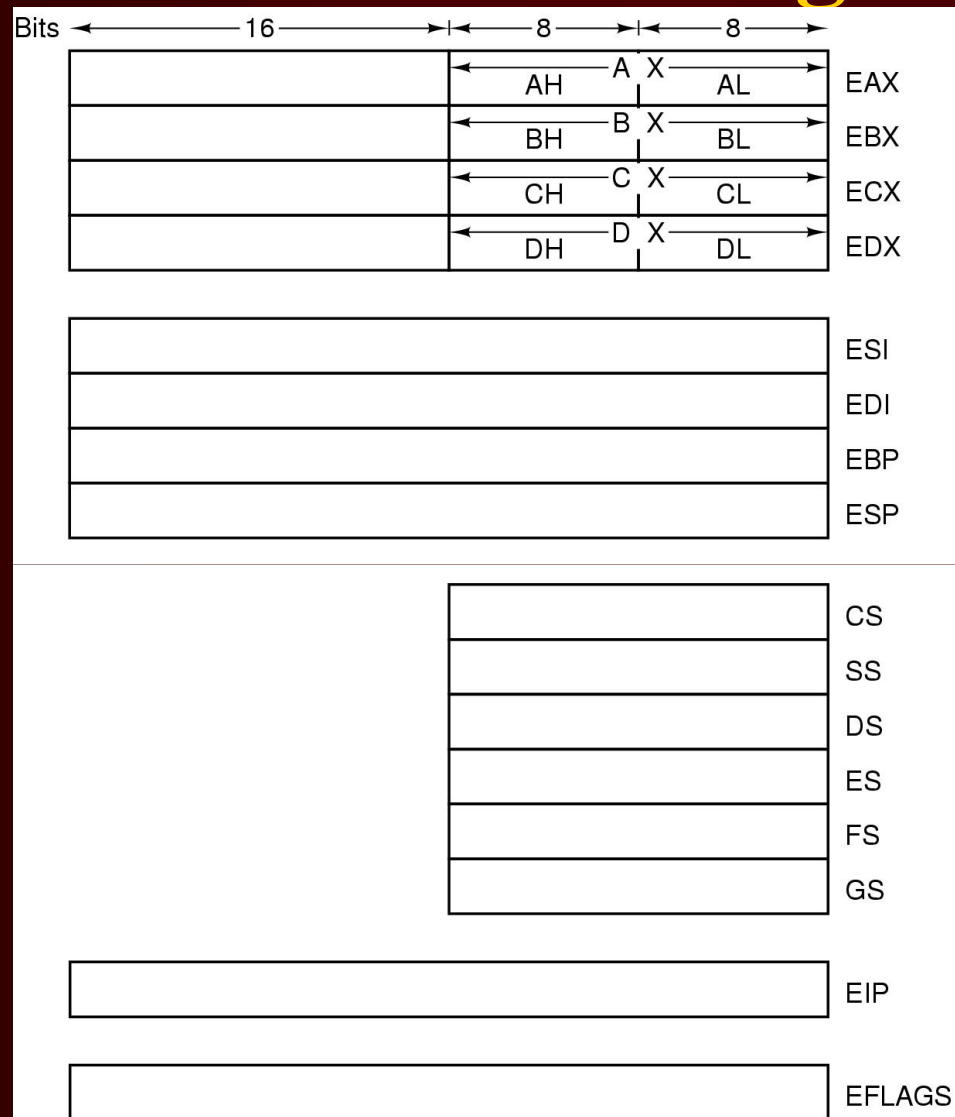 Bits 16 8 8
A X
AH AL EAX
B X
BH BL EBX
C X
CH CL ECX
D X
DH DL EDX
ESI
EDI
EBP
ESP
CS
SS
DS
ES
FS
GS
EIP
EFLAGS